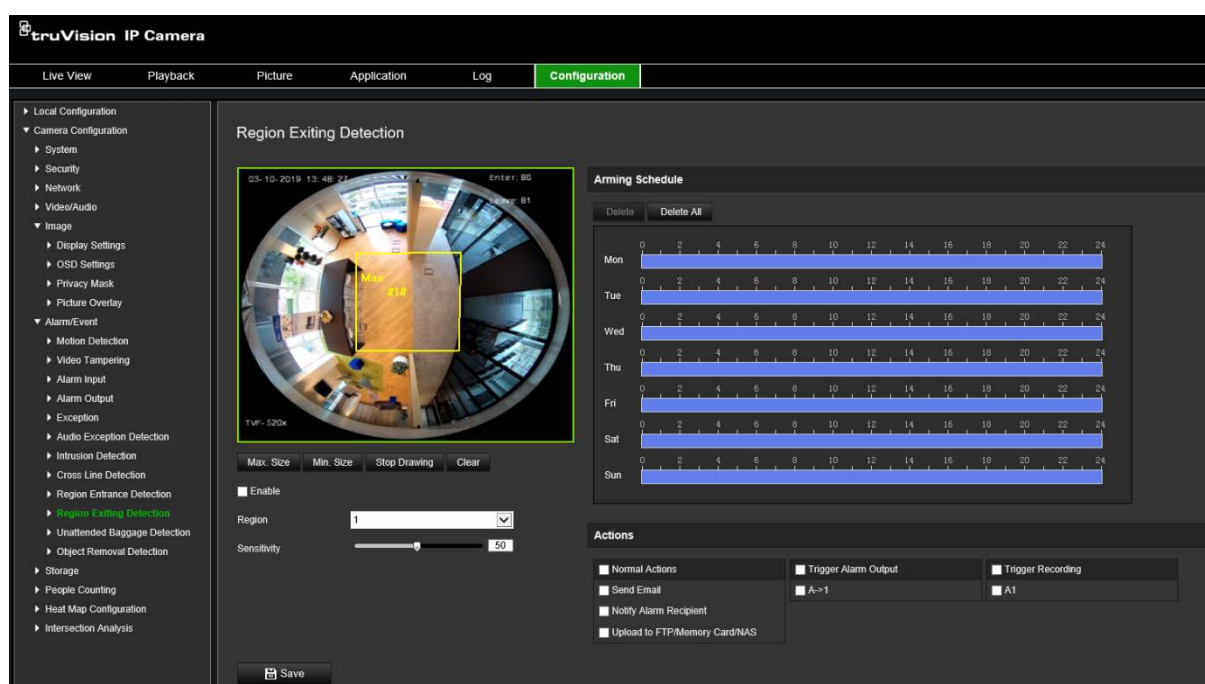 truVision IP Camera
Live View Playback Picture Application Log Configuration
Local Configuration
Camera Configuration
System
Security
Network
Video/Audio
Image
Display Settings
OSD Settings
Privacy Mask
Picture Overlay
Alarm/Event
Motion Detection
Video Tampering
Alarm Input
Alarm Output
Exception
Audio Exception Detection
Intrusion Detection
Cross Line Detection
Region Entrance Detection
Region Exiting Detection
Unattended Baggage Detection
Object Removal Detection
Storage
People Counting
Heat Map Configuration
Intersection Analysis
Region Exiting Detection
03-10-2019 13:48:27
Enter:86
Leave:81
Max
#1#
TVF-520x
Max. Size Min. Size Stop Drawing Clear
Enable
Region 1
Sensitivity 50
Save
Arming Schedule
Delete Delete All
0 2 4 6 8 10 12 14 16 18 20 22 24
Mon
0 2 4 6 8 10 12 14 16 18 20 22 24
Tue
0 2 4 6 8 10 12 14 16 18 20 22 24
Wed
0 2 4 6 8 10 12 14 16 18 20 22 24
Thu
0 2 4 6 8 10 12 14 16 18 20 22 24
Fri
0 2 4 6 8 10 12 14 16 18 20 22 24
Sat
0 2 4 6 8 10 12 14 16 18 20 22 24
Sun
Actions
Normal Actions Trigger Alarm Output Trigger Recording
Send Email A->1 A1
Notify Alarm Recipient
Upload to FTP/Memory Card/NAS